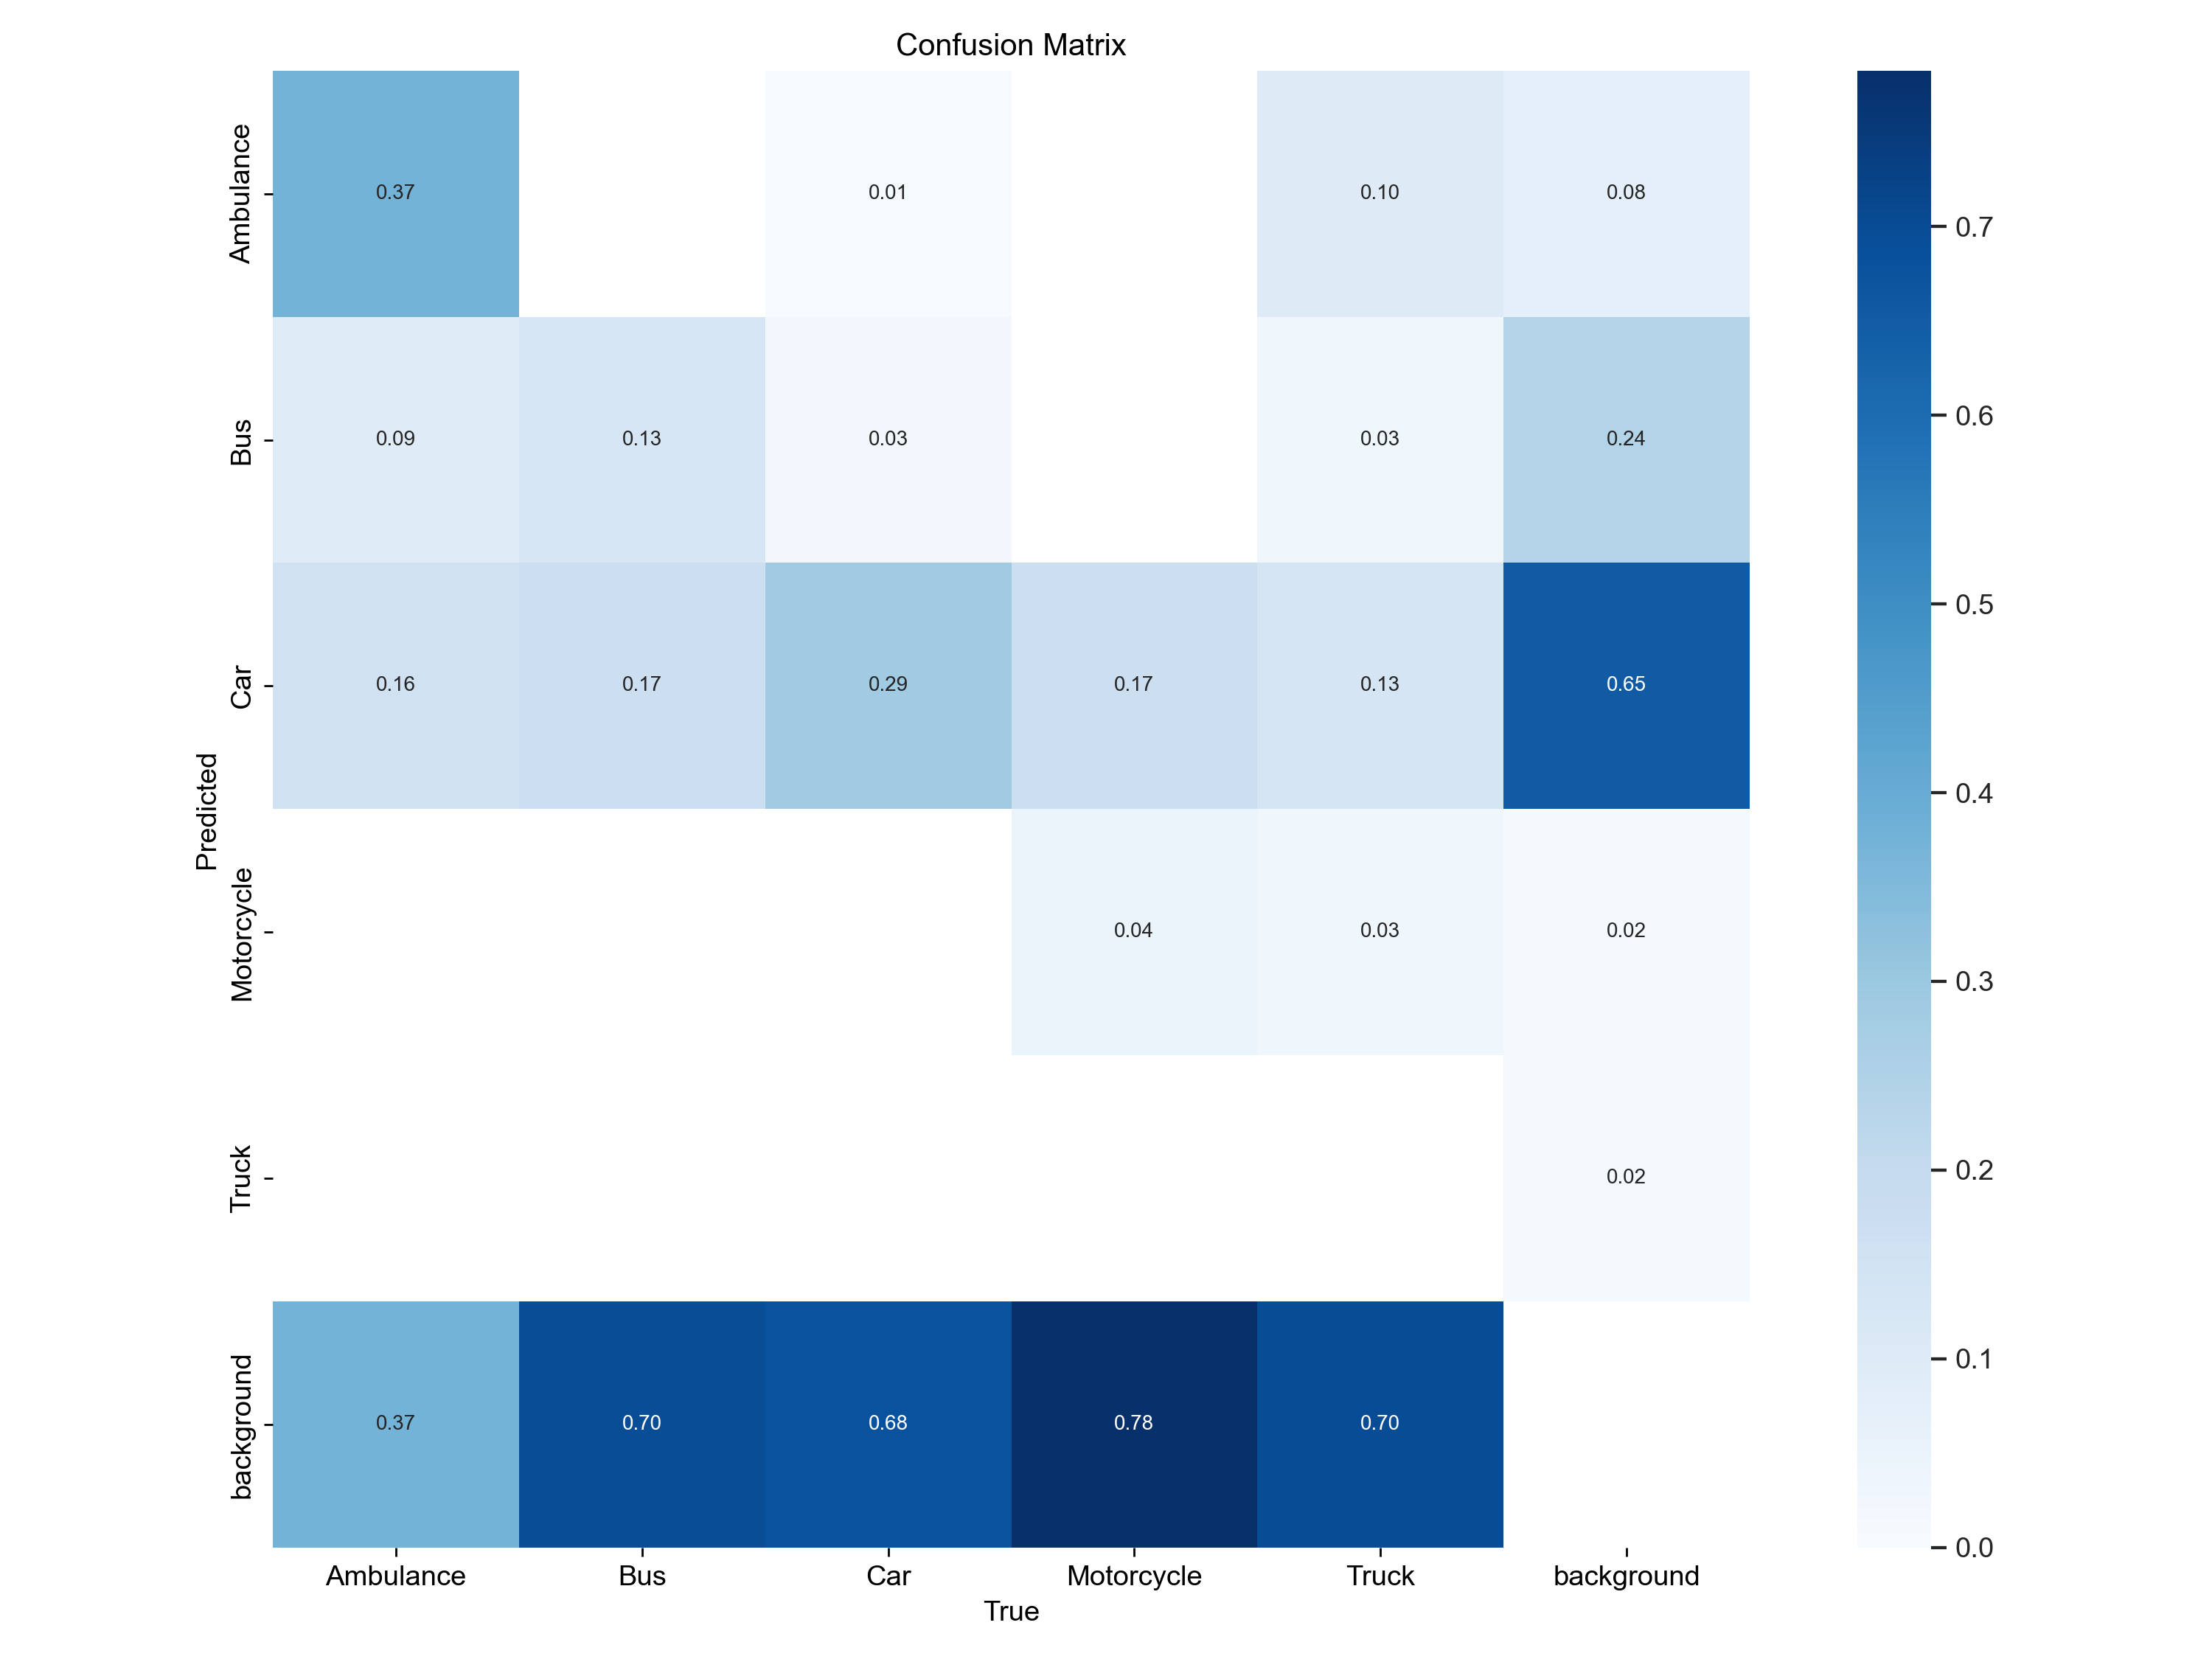 Confusion Matrix
Ambulance
0.37
0.01
0.10
0.08
Bus
0.09
0.13
0.03
0.03
0.24
Car
0.16
0.17
0.29
0.17
0.13
0.65
Predicted
Motorcycle
0.04
0.03
0.02
Truck
0.02
background
0.37
0.70
0.68
0.78
0.70
Ambulance
Bus
Car
Motorcycle
Truck
background
True
0.7
0.6
0.5
0.4
0.3
0.2
0.1
0.0